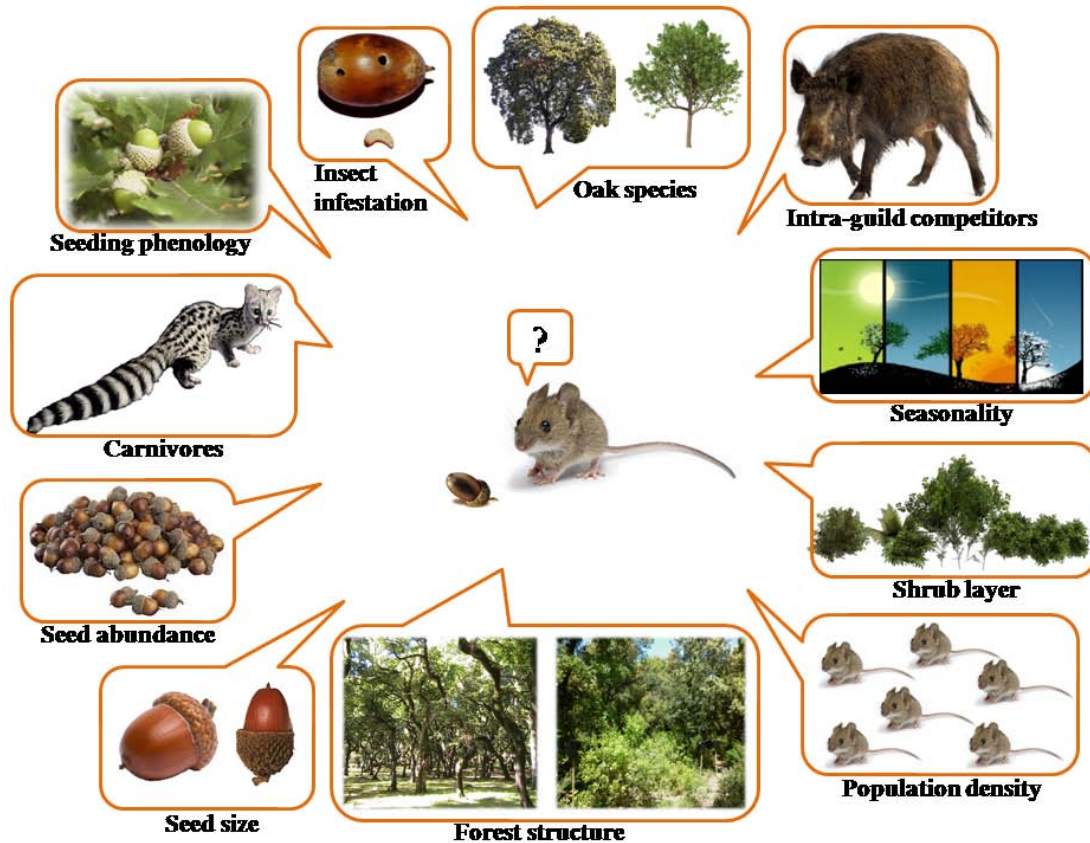 Insect
infestation
Oak species
Intra-guild competitors
Seeding phenology
?
Carnivores
Seasonality
Seed abundance
Shrub layer
Seed size
Forest structure
Population density